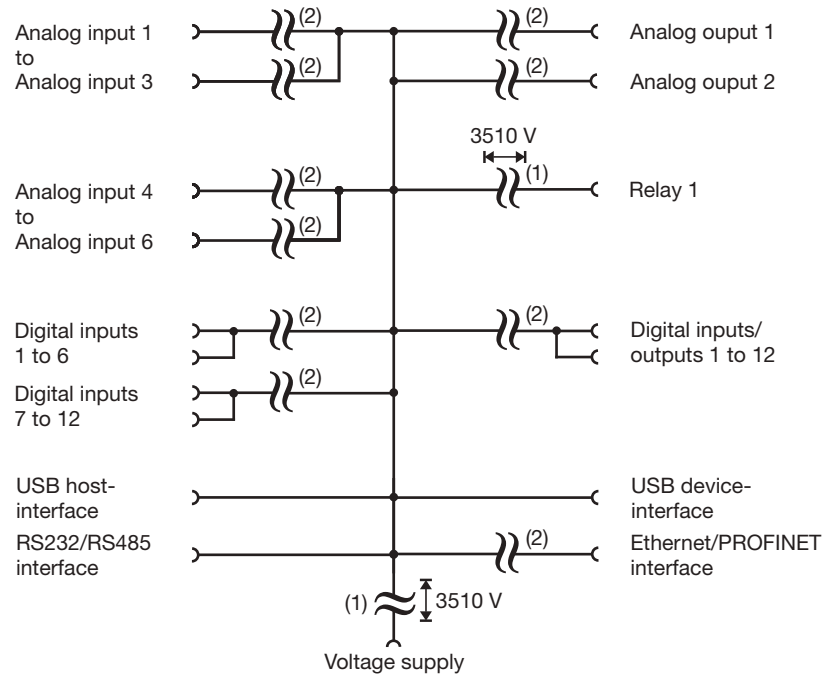 Analog input 1
to
Analog input 3
(2)
(2)
(2)
(2)
Analog ouput 1
Analog ouput 2
3510 V
Analog input 4
to
Analog input 6
(2)
(2)
(1)
Relay 1
Digital inputs
1 to 6
(2)
(2)
Digital inputs/
outputs 1 to 12
Digital inputs
7 to 12
(2)
USB host-
interface
USB device-
interface
RS232/RS485
interface
(2)
Ethernet/PROFINET
interface
(1)
3510 V
Voltage supply